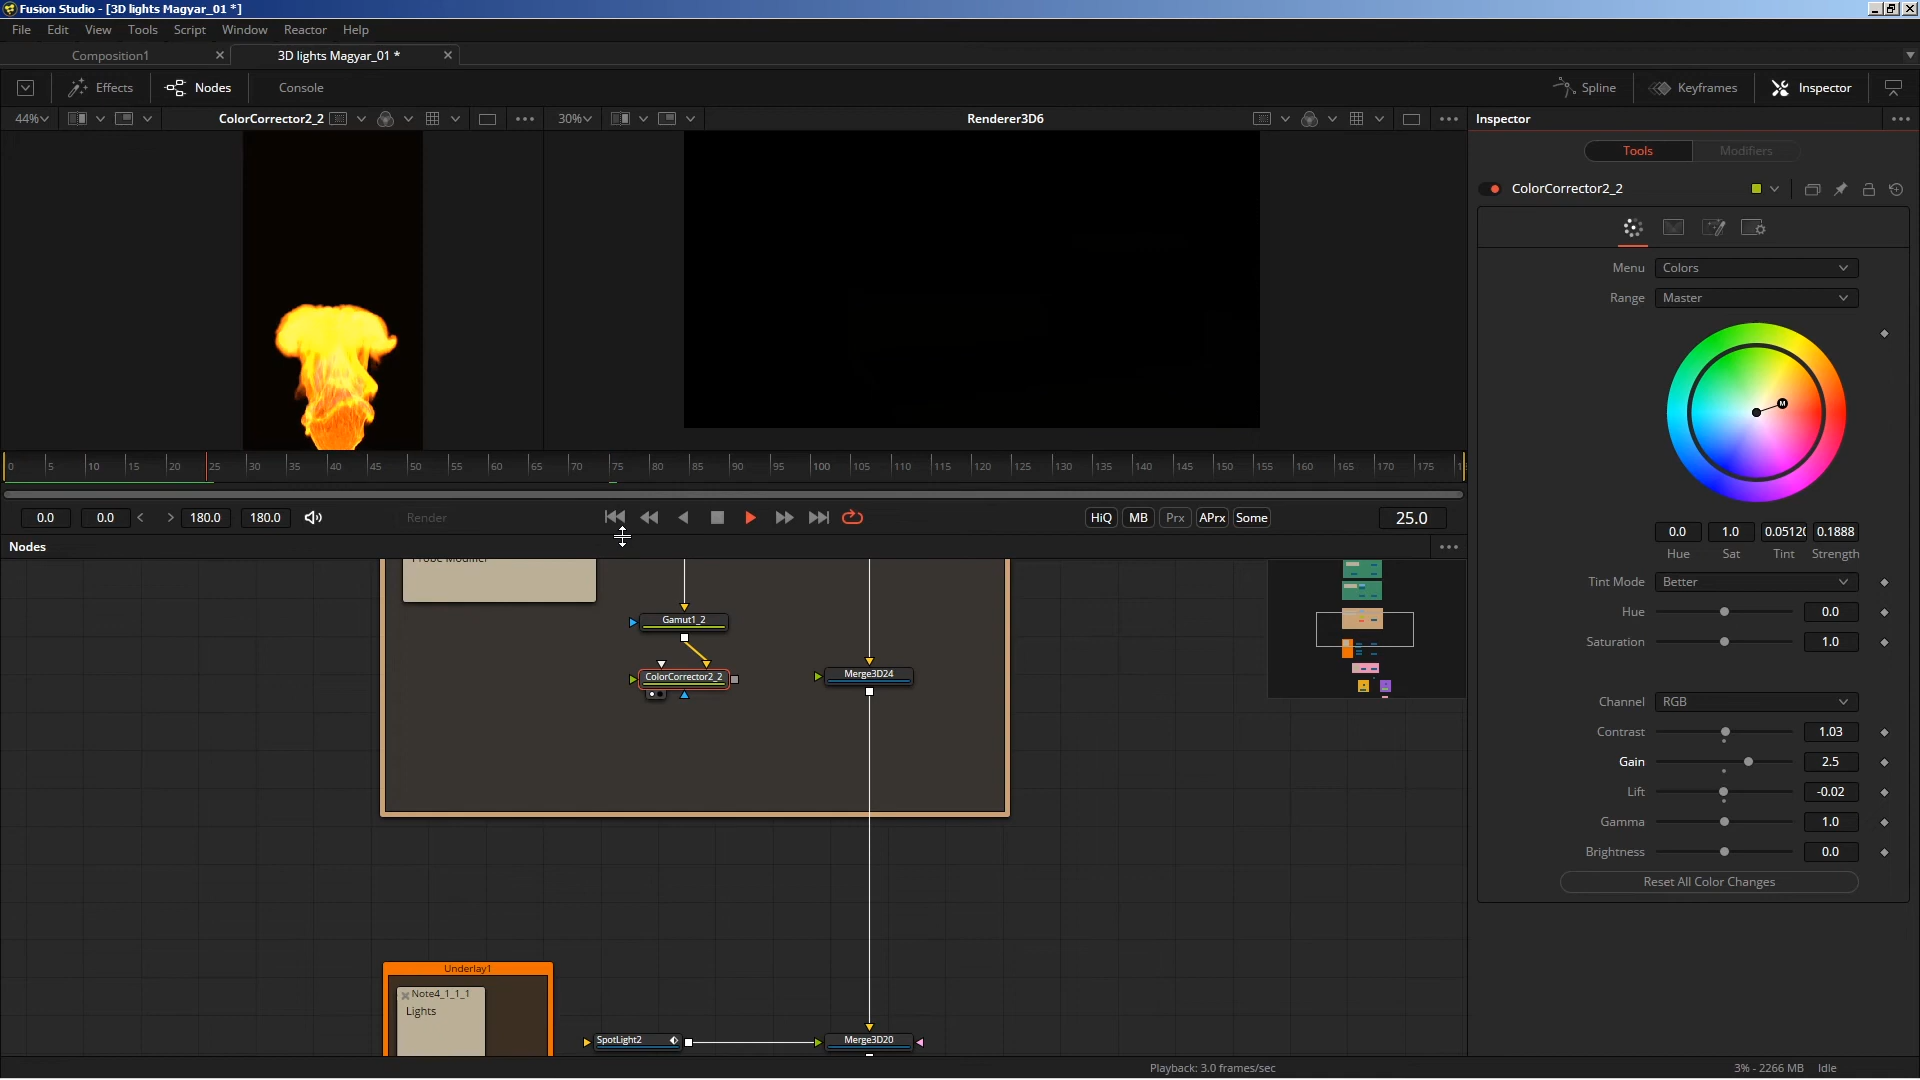 Fusion Studio - [3D lights Magyar_01 *]
File Edit View Tools Script Window Reactor Help
Composition1 3D lights Magyar_01 *
Effects Nodes Console Spline Keyframes Inspector
44% ColorCorrector2_2 30% Renderer3D6 Inspector
Tools Modifiers
ColorCorrector2_2
Menu Colors
Range Master
0 5 10 15 20 25 30 35 40 45 50 55 60 65 70 75 80 85 90 95 100 105 110 115 120 125 130 135 140 145 150 155 160 165 170 175
M
0.0 0.0 180.0 180.0 Render HiQ MB Prx APrx Some 25.0
0.0 1.0 0.0512 0.1888
Hue Sat Tint Strength
Nodes
Probe Modifier
Tint Mode Better
Hue 0.0
Saturation 1.0
Gamut1_2
ColorCorrector2_2
Merge3D24
Channel RGB
Contrast 1.03
Gain 2.5
Lift -0.02
Gamma 1.0
Brightness 0.0
Reset All Color Changes
Underlay1
Note4_1_1_1
Lights
SpotLight2
Merge3D20
Playback: 3.0 frames/sec 3% - 2266 MB Idle